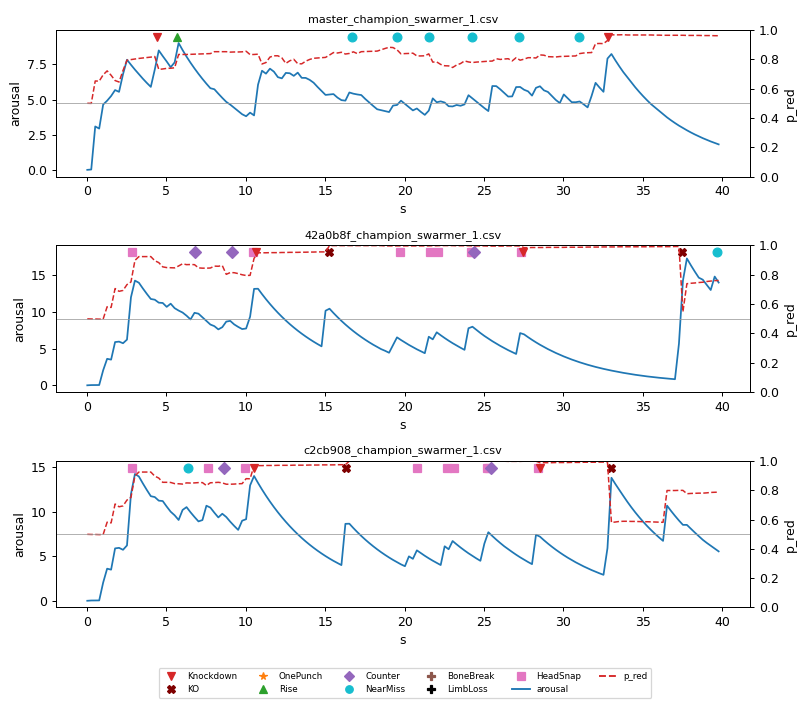 master_champion_swarmer_1.csv
arousal
7.5
5.0
2.5
0.0
1.0
0.8
0.6
0.4
0.2
0.0
p_red
0 5 10 15 20 25 30 35 40
s
42a0b8f_champion_swarmer_1.csv
arousal
15
10
5
0
1.0
0.8
0.6
0.4
0.2
0.0
p_red
0 5 10 15 20 25 30 35 40
s
c2cb908_champion_swarmer_1.csv
arousal
15
10
5
0
1.0
0.8
0.6
0.4
0.2
0.0
p_red
0 5 10 15 20 25 30 35 40
s
Knockdown OnePunch Counter BoneBreak HeadSnap p_red
KO Rise NearMiss LimbLoss arousal